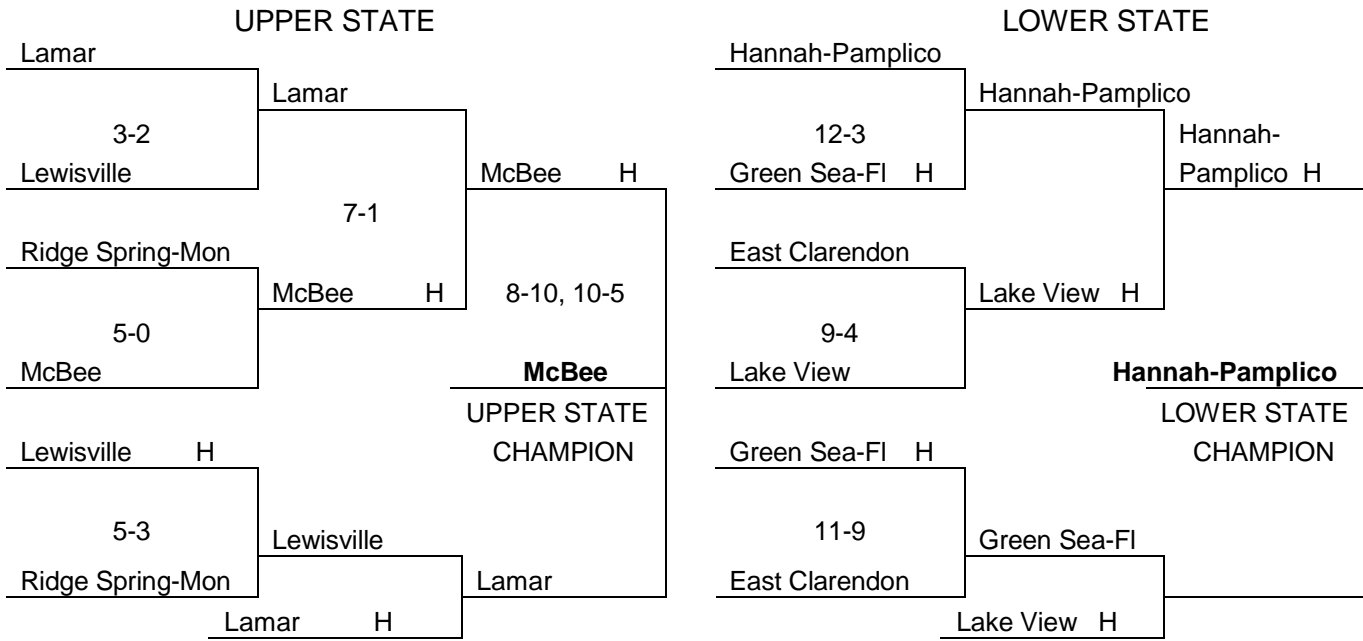 UPPER STATE
Lamar
Lamar
3-2
Lewisville
McBee H
7-1
Ridge Spring-Mon
McBee H
8-10, 10-5
5-0
McBee
McBee
UPPER STATE
CHAMPION
Lewisville H
5-3
Lewisville
Ridge Spring-Mon
Lamar
Lamar H
LOWER STATE
Hannah-Pamplico
Hannah-Pamplico
12-3
Hannah-
Green Sea-Fl H
Pamplico H
East Clarendon
Lake View H
9-4
Lake View
Hannah-Pamplico
LOWER STATE
CHAMPION
Green Sea-Fl H
11-9
Green Sea-Fl
East Clarendon
Lake View H